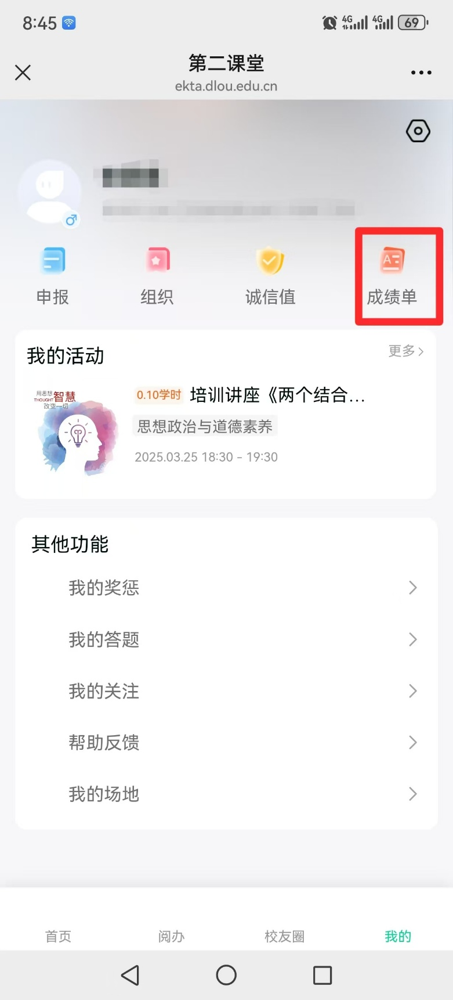 8:45
4G 4G 69
第二课堂
ekta.dlou.edu.cn
申报 组织 诚信值 成绩单
我的活动 更多
用思想 智慧
THOUGHT
改变一切
0.10学时 培训讲座《两个结合...
思想政治与道德素养
2025.03.25 18:30 - 19:30
其他功能
我的奖惩
我的答题
我的关注
帮助反馈
我的场地
首页 阅办 校友圈 我的